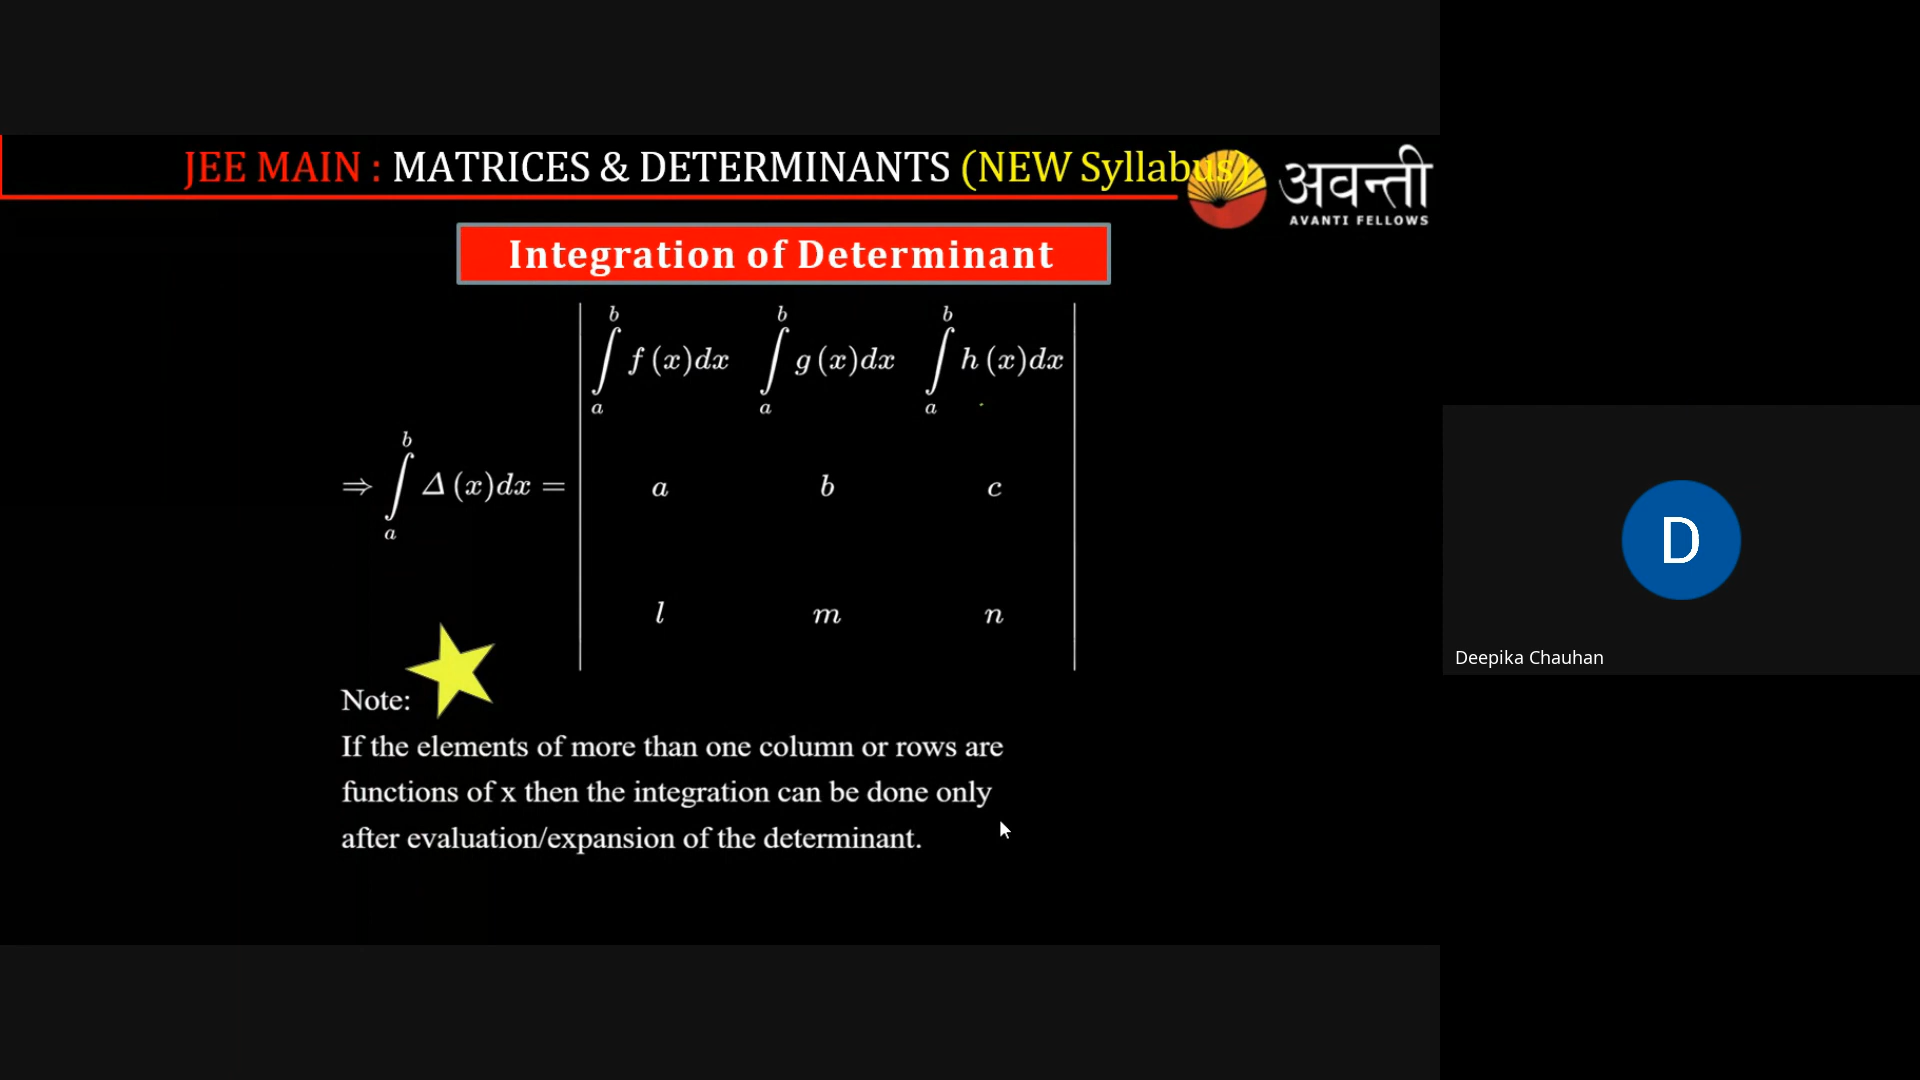 JEE MAIN : MATRICES & DETERMINANTS (NEW Syllabus)
अवन्ती
AVANTI FELLOWS
Integration of Determinant
b b b
∫ f (x)dx ∫ g (x)dx ∫ h (x)dx
a a a
b
⇒ ∫ Δ (x)dx = a b c
a
l m n
Note:
If the elements of more than one column or rows are
functions of x then the integration can be done only
after evaluation/expansion of the determinant.
D
Deepika Chauhan